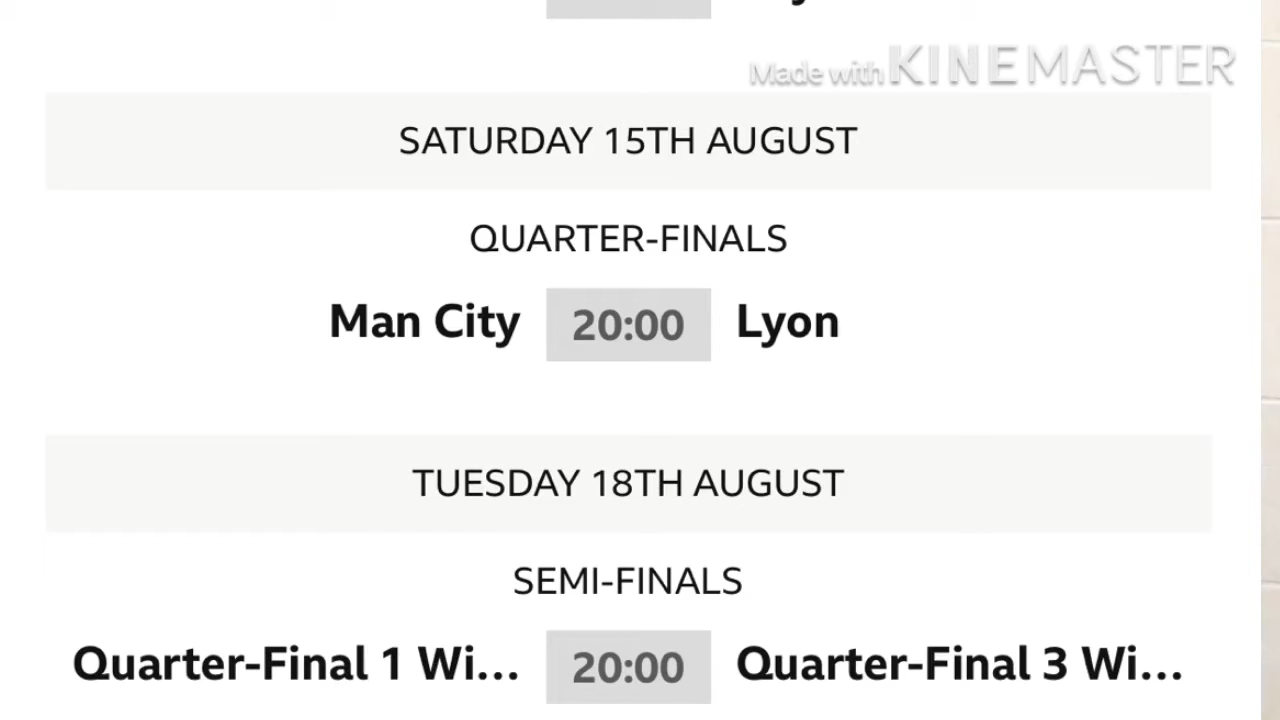 Made with KINEMASTER
SATURDAY 15TH AUGUST
QUARTER-FINALS
Man City 20:00 Lyon
TUESDAY 18TH AUGUST
SEMI-FINALS
Quarter-Final 1 Wi... 20:00 Quarter-Final 3 Wi...